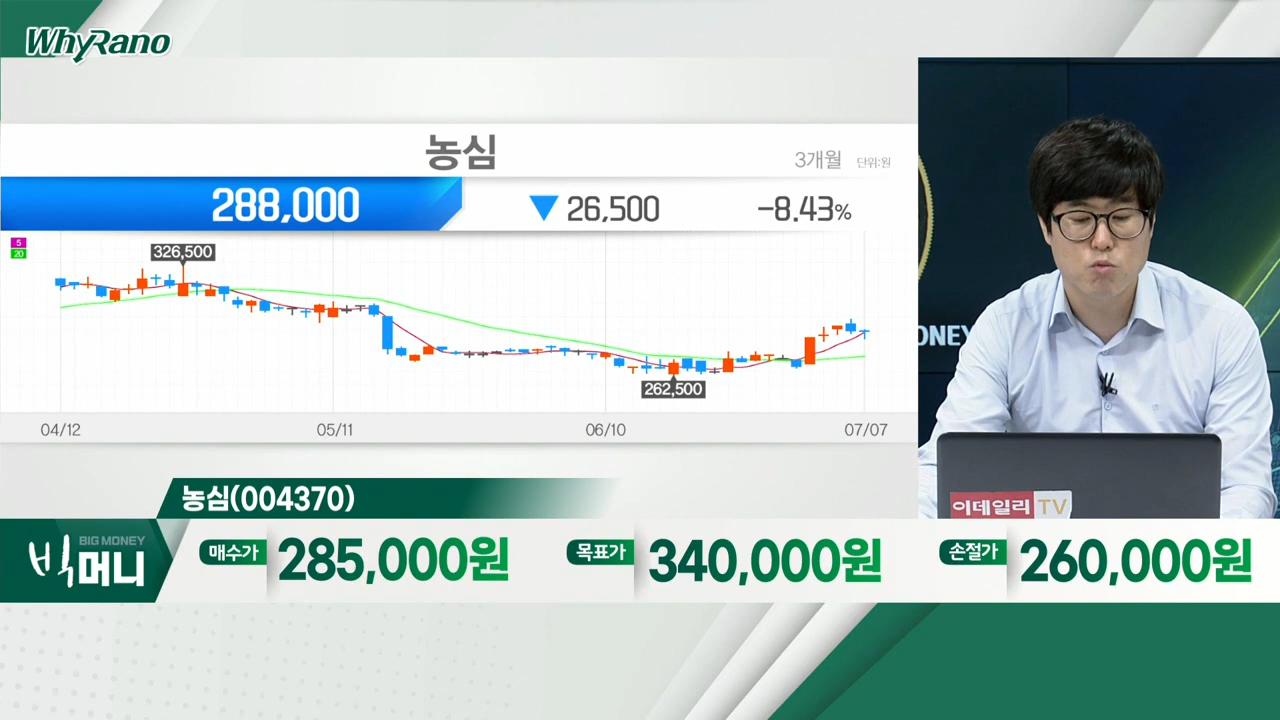 WhyRano
농심
3개월 단위:원
288,000 ▼ 26,500 -8.43%
5
20
326,500
262,500
04/12 05/11 06/10 07/07
ONEY
이데일리 TV
농심(004370)
BIG MONEY
빅머니
매수가 285,000원 목표가 340,000원 손절가 260,000원